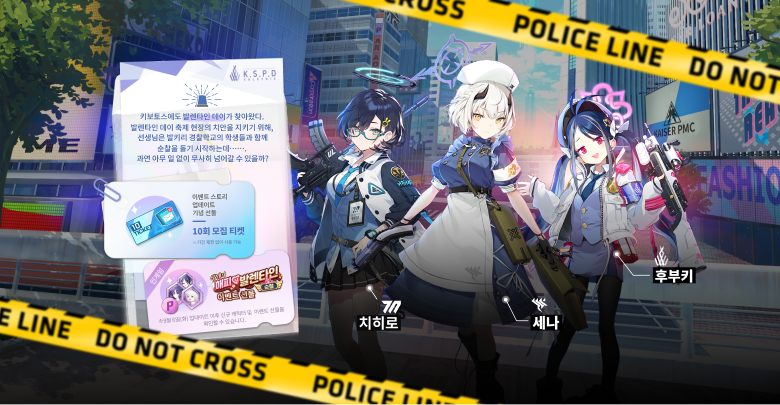 CROSS
POLICE LINE
DO NOT
K.S.P.D
VALKYRIE
키보토스에도 발렌타인 데이가 찾아왔다.
발렌타인 데이 축제 현장의 치안을 지키기 위해,
선생님은 발키리 경찰학교의 학생들과 함께
순찰을 돌기 시작하는데……,
과연 아무 일 없이 무사히 넘어갈 수 있을까?
이벤트 스토리
업데이트
기념 선물
10회 모집 티켓
10
TICKET
해피 발렌타인
이벤트 선물
P
KAISER PMC
FASHION
치히로
세나
후부키
LINE
DO NOT CROSS
POLICE LINE